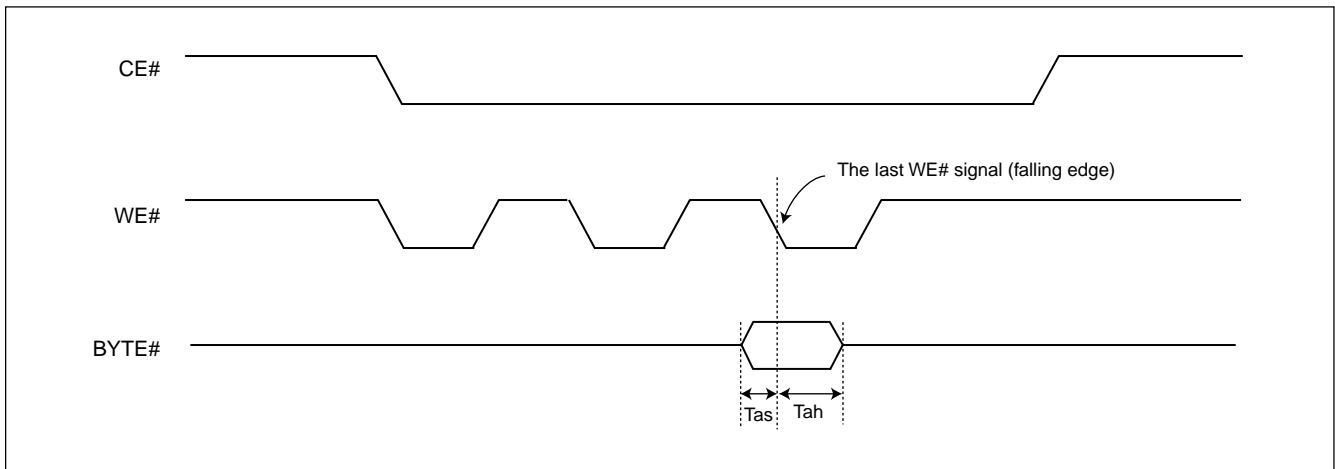 CE#
The last WE# signal (falling edge)
WE#
BYTE#
Tas Tah